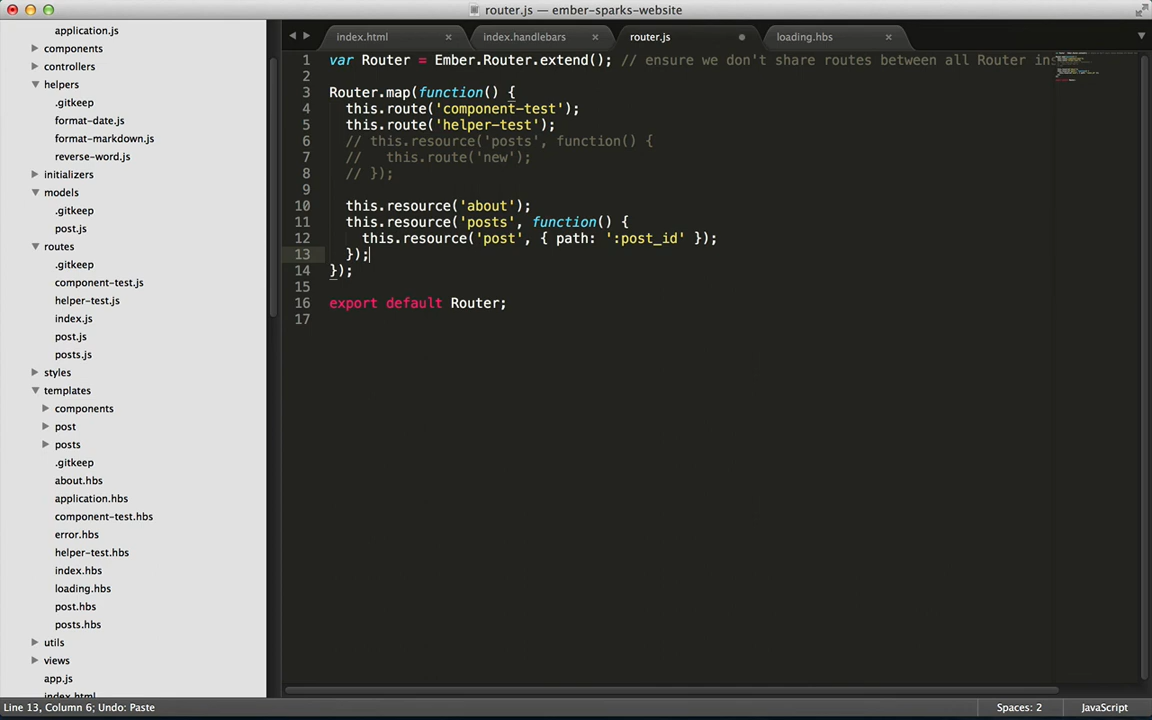 router.js — ember-sparks-website
application.js
components
controllers
helpers
.gitkeep
format-date.js
format-markdown.js
reverse-word.js
initializers
models
.gitkeep
post.js
routes
.gitkeep
component-test.js
helper-test.js
index.js
post.js
posts.js
styles
templates
components
post
posts
.gitkeep
about.hbs
application.hbs
component-test.hbs
error.hbs
helper-test.hbs
index.hbs
loading.hbs
post.hbs
posts.hbs
utils
views
app.js
index.html
index.html × index.handlebars × router.js loading.hbs ×
1 var Router = Ember.Router.extend(); // ensure we don't share routes between all Router ins
2
3 Router.map(function() {
4 this.route('component-test');
5 this.route('helper-test');
6 // this.resource('posts', function() {
7 //   this.route('new');
8 // });
9
10 this.resource('about');
11 this.resource('posts', function() {
12 this.resource('post', { path: ':post_id' });
13 });
14 });
15
16 export default Router;
17
Line 13, Column 6; Undo: Paste Spaces: 2 JavaScript